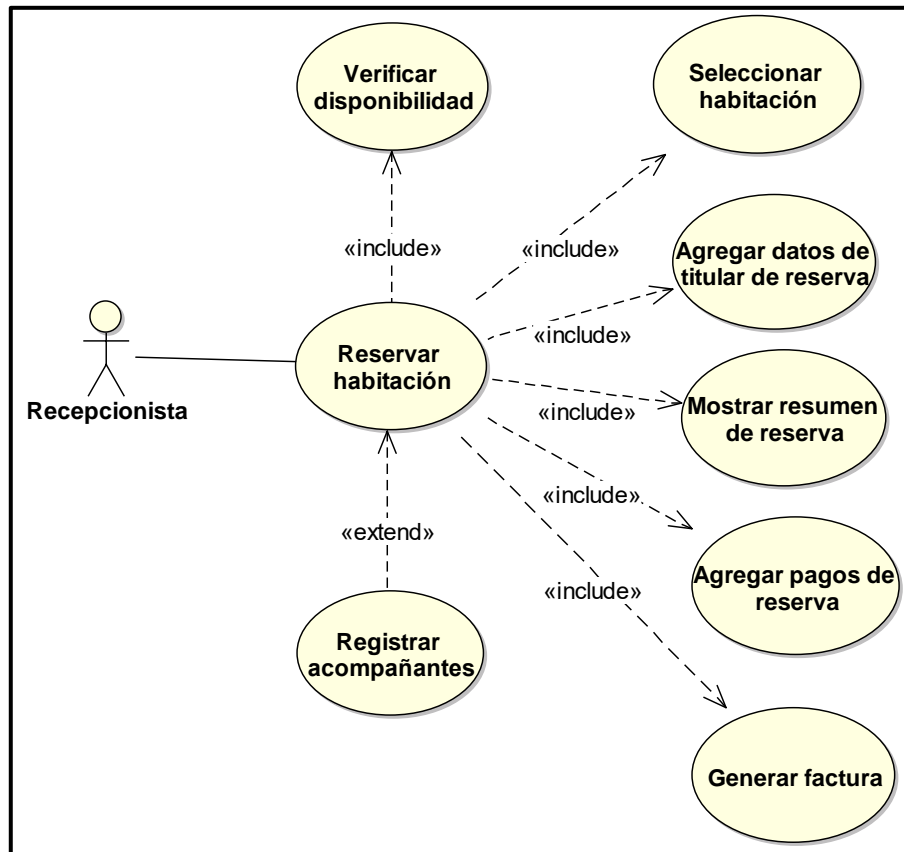 Verificar
disponibilidad
Seleccionar
habitación
«include»
«include»
Agregar datos de
titular de reserva
«include»
Reservar
habitación
Recepcionista
Mostrar resumen
de reserva
«include»
«include»
«extend»
Agregar pagos de
reserva
«include»
Registrar
acompañantes
Generar factura